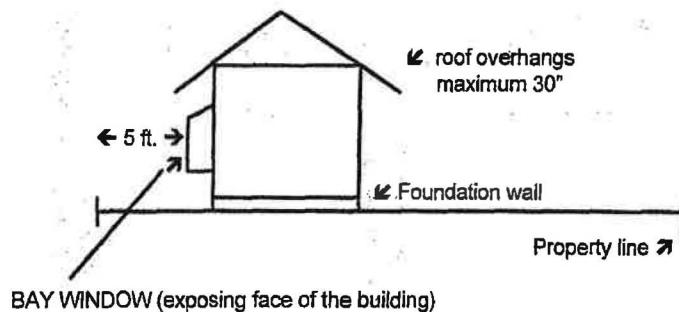 ↙ roof overhangs
maximum 30"
← 5 ft. →
↙ Foundation wall
Property line ↗
BAY WINDOW (exposing face of the building)